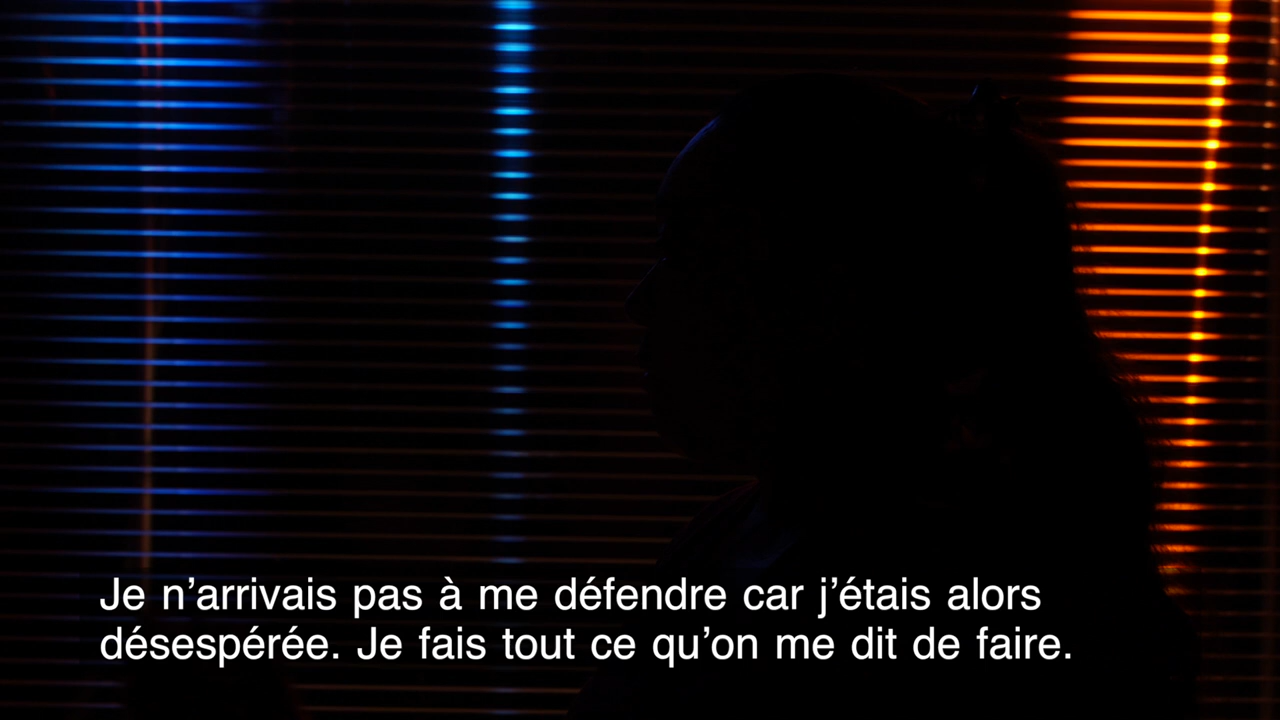 Je n’arrivais pas à me défendre car j’étais alors
désespérée. Je fais tout ce qu’on me dit de faire.